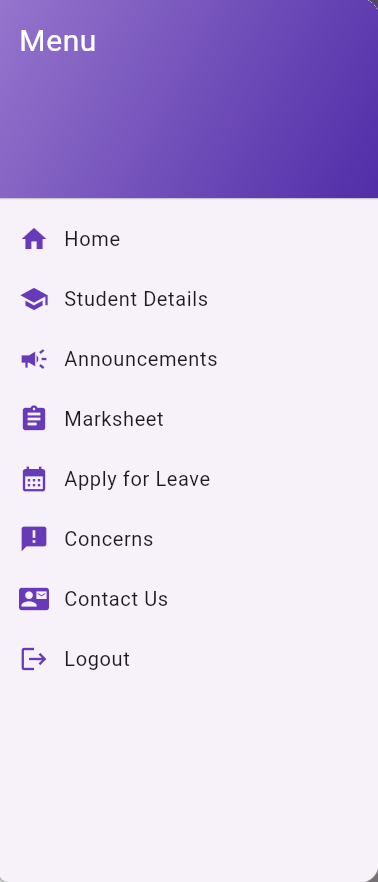 Menu
Home
Student Details
Announcements
Marksheet
Apply for Leave
Concerns
Contact Us
Logout